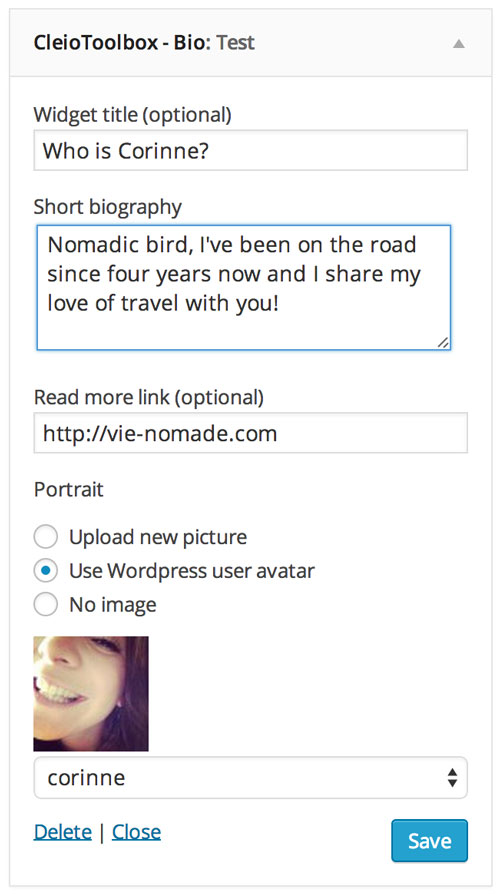 CleioToolbox - Bio: Test
Widget title (optional)
Who is Corinne?
Short biography
Nomadic bird, I've been on the road
since four years now and I share my
love of travel with you!
Read more link (optional)
http://vie-nomade.com
Portrait
Upload new picture
Use Wordpress user avatar
No image
corinne
Delete | Close
Save